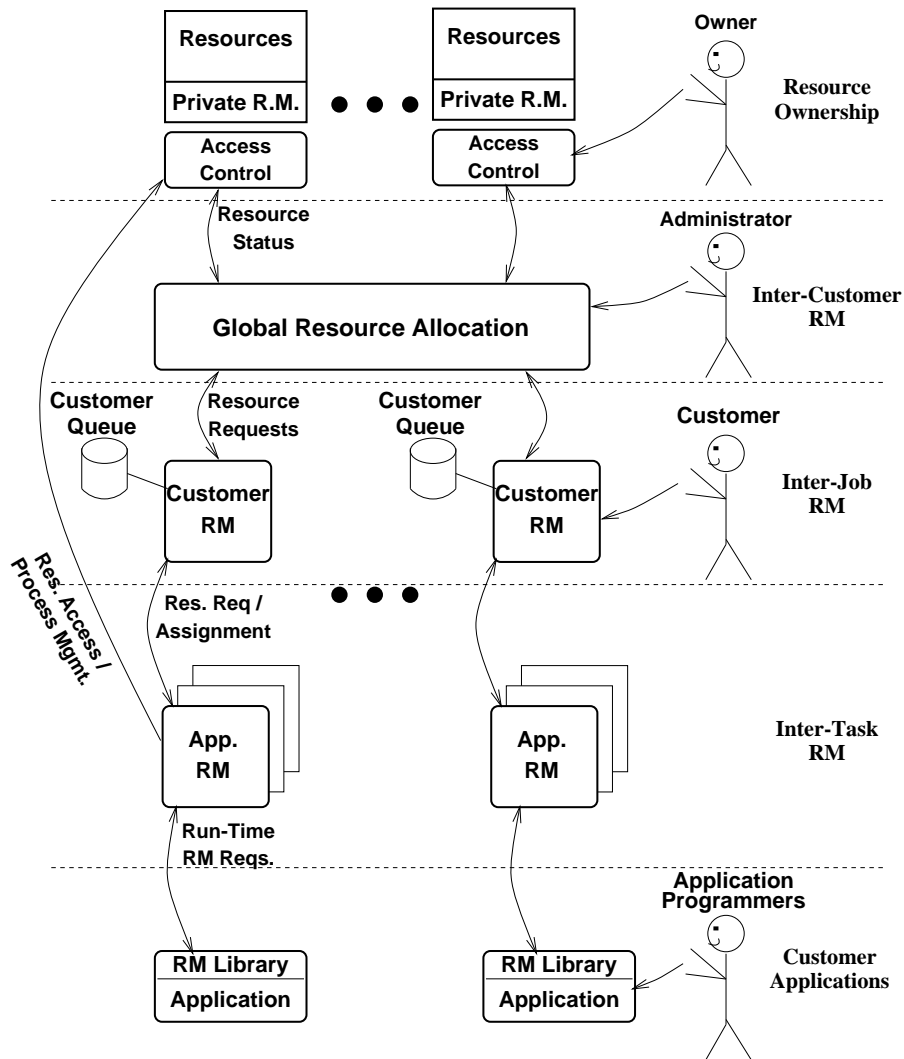 Resources
Private R.M.
Access
Control
Resources
Private R.M.
Access
Control
Owner
Resource
Ownership
Resource
Status
Administrator
Inter-Customer
RM
Global Resource Allocation
Customer
Queue
Resource
Requests
Customer
RM
Customer
Queue
Customer
RM
Customer
Inter-Job
RM
Res. Access /
Process Mgmt.
Res. Req /
Assignment
App.
RM
App.
RM
Inter-Task
RM
Run-Time
RM Reqs.
Application
Programmers
RM Library
Application
RM Library
Application
Customer
Applications